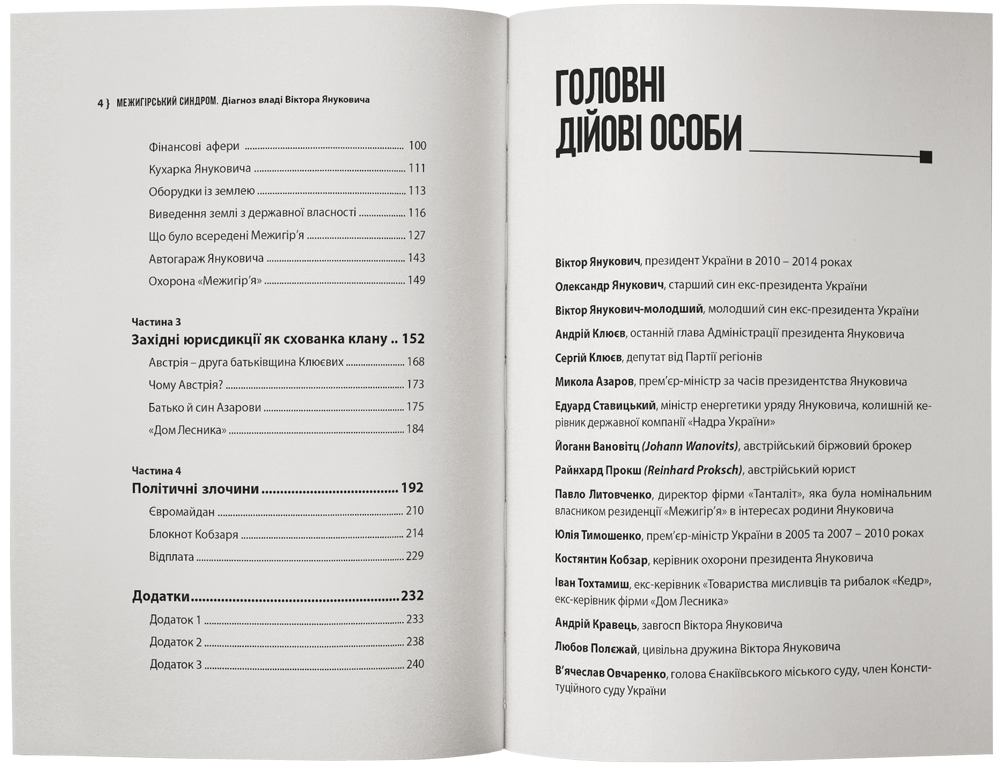 4 } МЕЖИГІРСЬКИЙ СИНДРОМ. Діагноз владі Віктора Януковича
Фінансові афери ........ 100
Кухарка Януковича ........ 111
Оборудки із землею ........ 113
Виведення землі з державної власності ........ 116
Що було всередені Межигір’я ........ 127
Автогараж Януковича ........ 143
Охорона «Межигір’я» ........ 149
Частина 3
Західні юрисдикції як схованка клану .. 152
Австрія – друга батьківщина Клюєвих ........ 168
Чому Австрія? ........ 173
Батько й син Азарови ........ 175
«Дом Лесника» ........ 184
Частина 4
Політичні злочини ........ 192
Євромайдан ........ 210
Блокнот Кобзаря ........ 214
Відплата ........ 229
Додатки ........ 232
Додаток 1 ........ 233
Додаток 2 ........ 238
Додаток 3 ........ 240
ГОЛОВНІ
ДІЙОВІ ОСОБИ
Віктор Янукович, президент України в 2010 – 2014 роках
Олександр Янукович, старший син екс-президента України
Віктор Янукович-молодший, молодший син екс-президента України
Андрій Клюєв, останній глава Адміністрації президента Януковича
Сергій Клюєв, депутат від Партії регіонів
Микола Азаров, прем’єр-міністр за часів президентства Януковича
Едуард Ставицький, міністр енергетики уряду Януковича, колишній ке-
рівник державної компанії «Надра України»
Йоганн Вановітц (Johann Wanovits), австрійський біржовий брокер
Райнхард Прокш (Reinhard Proksch), австрійський юрист
Павло Литовченко, директор фірми «Танталіт», яка була номінальним
власником резиденції «Межигір’я» в інтересах родини Януковича
Юлія Тимошенко, прем’єр-міністр України в 2005 та 2007 – 2010 роках
Костянтин Кобзар, керівник охорони президента Януковича
Іван Тохтамиш, екс-керівник «Товариства мисливців та рибалок «Кедр»,
екс-керівник фірми «Дом Лесника»
Андрій Кравець, завгосп Віктора Януковича
Любов Полєжай, цивільна дружина Віктора Януковича
В’ячеслав Овчаренко, голова Єнакіївського міського суду, член Консти-
туційного суду України